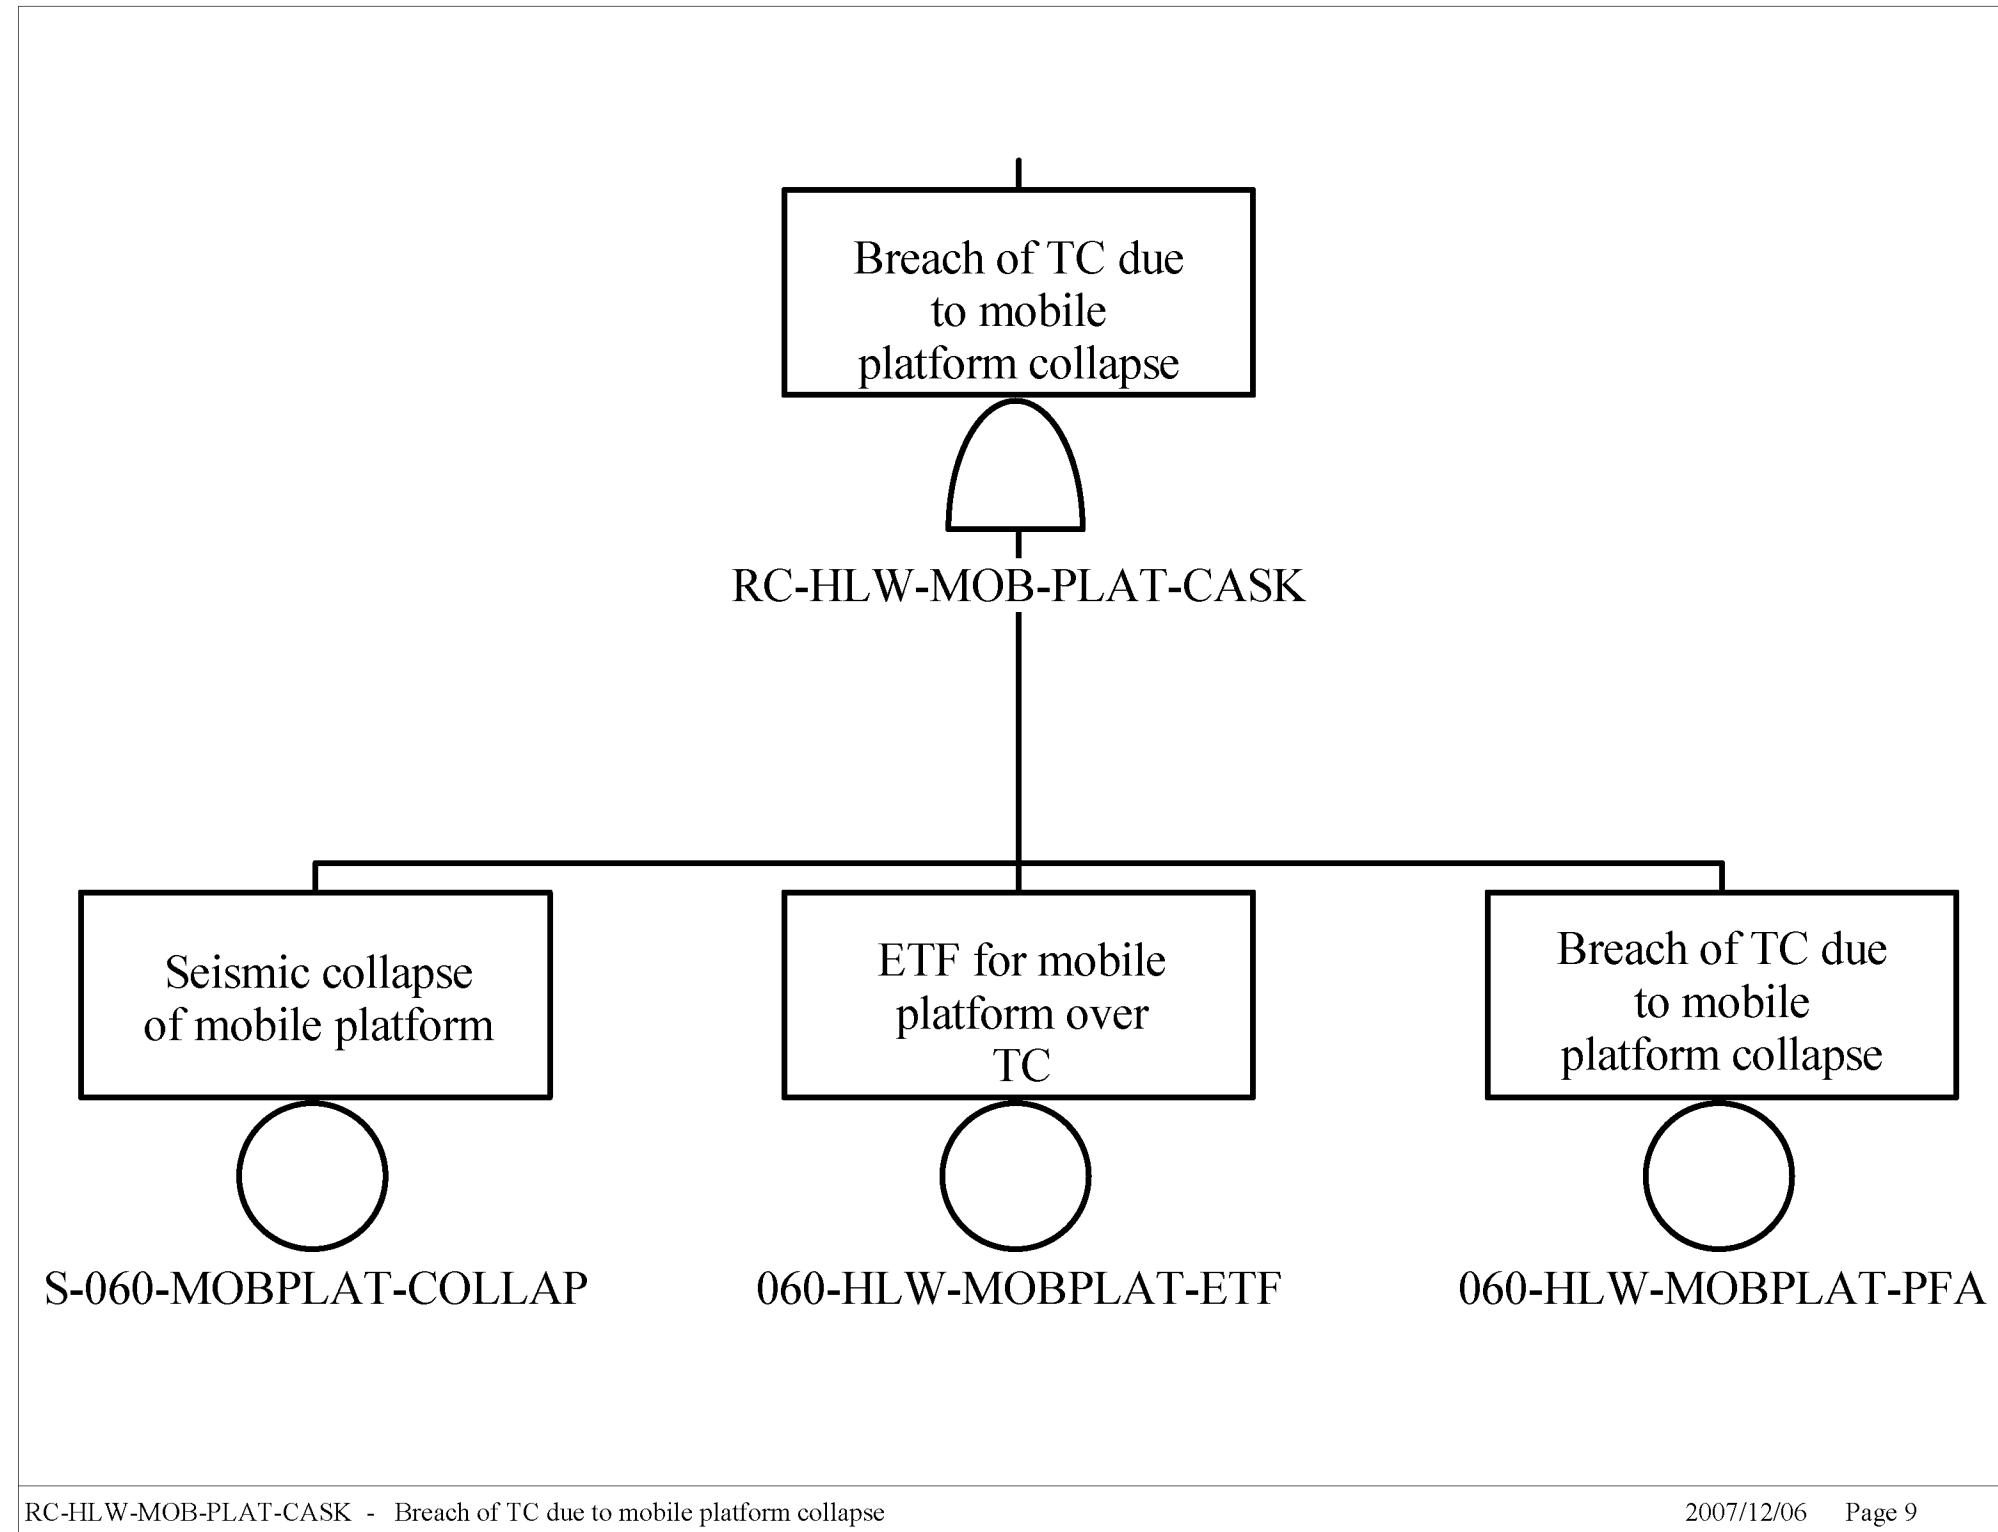 Breach of TC due
to mobile
platform collapse
RC-HLW-MOB-PLAT-CASK
Seismic collapse
of mobile platform
S-060-MOBPLAT-COLLAP
ETF for mobile
platform over
TC
060-HLW-MOBPLAT-ETF
Breach of TC due
to mobile
platform collapse
060-HLW-MOBPLAT-PFA
RC-HLW-MOB-PLAT-CASK - Breach of TC due to mobile platform collapse
2007/12/06 Page 9